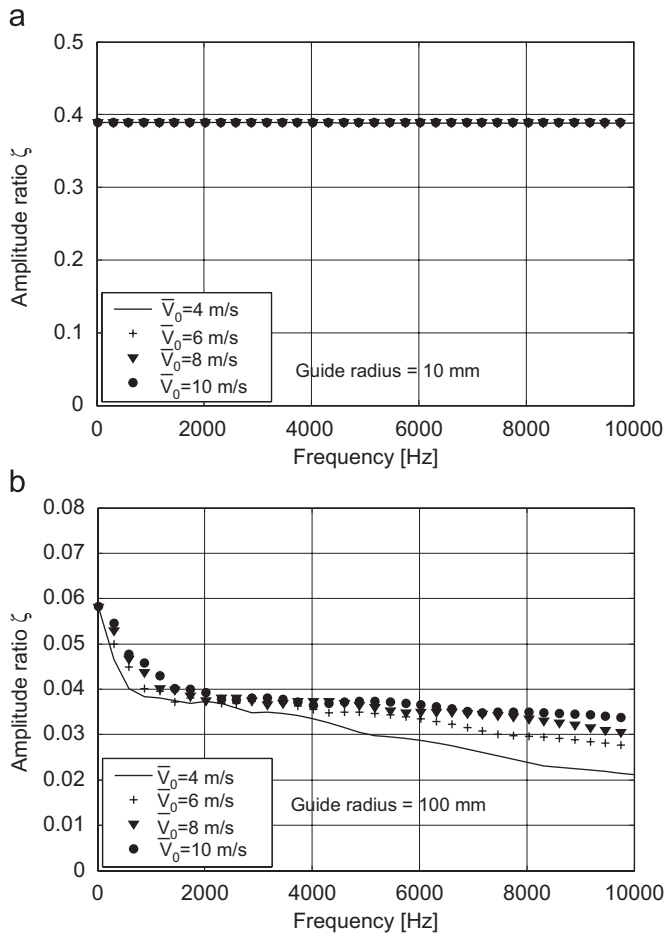 a
0.5
0.4
0.3
0.2
0.1
0
Amplitude ratio ζ
V̅₀=4 m/s
V̅₀=6 m/s
V̅₀=8 m/s
V̅₀=10 m/s
Guide radius = 10 mm
0 2000 4000 6000 8000 10000
Frequency [Hz]
b
0.08
0.07
0.06
0.05
0.04
0.03
0.02
0.01
0
Amplitude ratio ζ
V̅₀=4 m/s
V̅₀=6 m/s
V̅₀=8 m/s
V̅₀=10 m/s
Guide radius = 100 mm
0 2000 4000 6000 8000 10000
Frequency [Hz]